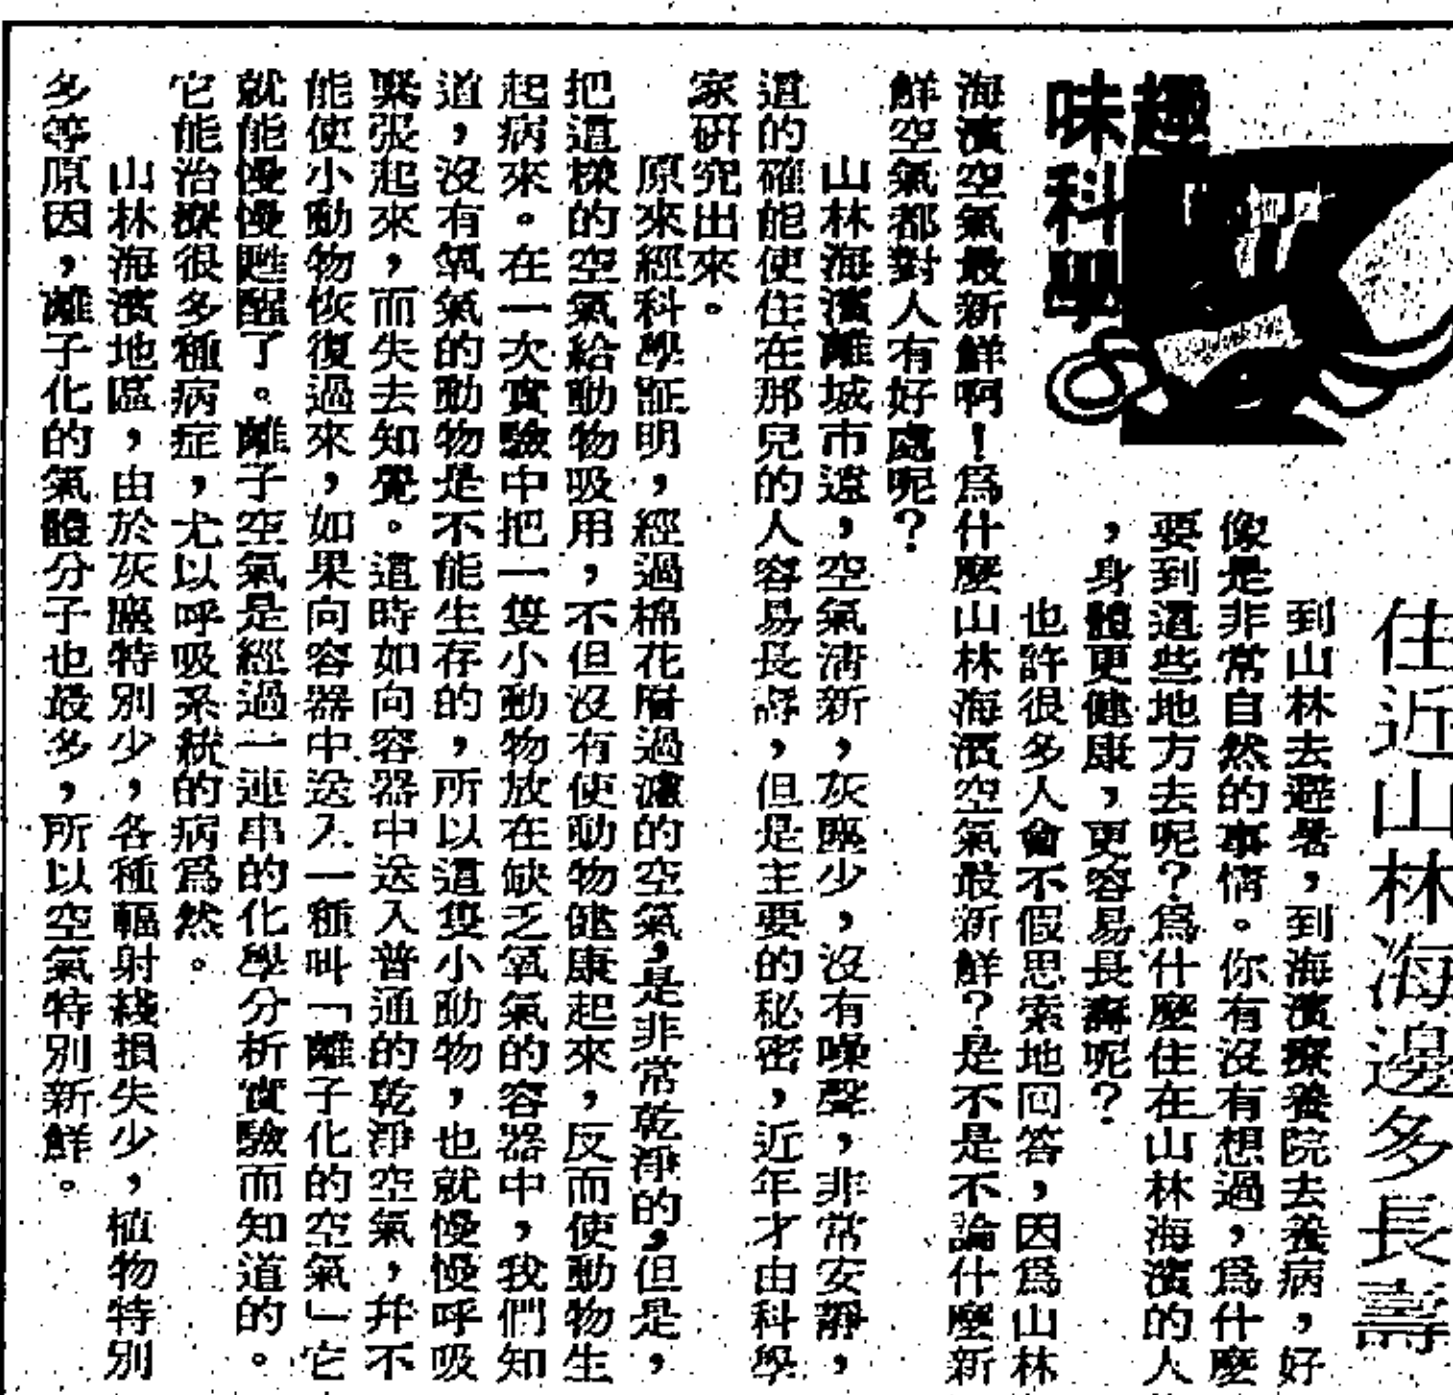 趣味科學
住近山林海邊多長壽
到山林去避暑，到海濱療養院去養病，好
像是非常自然的事情。你有沒有想過，爲什麼
要到這些地方去呢？爲什麼住在山林海濱的人
，身體更健康，更容易長壽呢？
也許很多人會不假思索地回答，因爲山林
海濱空氣最新鮮啊！爲什麼山林海濱空氣最新鮮？是不是不論什麼新
鮮空氣都對人有好處呢？
山林海濱離城市遠，空氣清新，灰塵少，沒有噪聲，非常安靜，
這的確能使住在那兒的人容易長壽，但是主要的秘密，近年才由科學
家研究出來。
原來經科學証明，經過棉花層過濾的空氣，是非常乾淨的，但是，
把這樣的空氣給動物吸用，不但沒有使動物健康起來，反而使動物生
起病來。在一次實驗中把一隻小動物放在缺乏氧氣的容器中，我們知
道，沒有氧氣的動物是不能生存的，所以這隻小動物，也就慢慢呼吸
緊張起來，而失去知覺。這時如向容器中送入普通的乾淨空氣，幷不
能使小動物恢復過來，如果向容器中送入一種叫「離子化的空氣」它
就能慢慢甦醒了。離子空氣是經過一連串的化學分析實驗而知道的。
它能治療很多種病症，尤以呼吸系統的病爲然。
山林海濱地區，由於灰塵特別少，各種輻射綫損失少，植物特別
多等原因，離子化的氣體分子也最多，所以空氣特別新鮮。